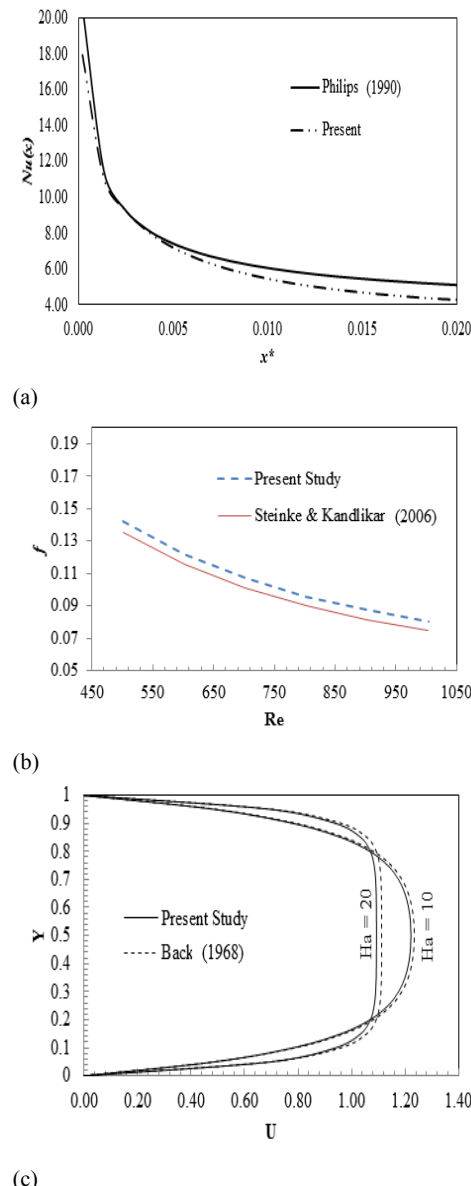 20.00
18.00
16.00
14.00
12.00
10.00
8.00
6.00
4.00
Nu(x)
Philips (1990)
Present
0.000 0.005 0.010 0.015 0.020
x*
(a)
0.19
0.17
0.15
0.13
0.11
0.09
0.07
0.05
f
Present Study
Steinke & Kandlikar (2006)
450 550 650 750 850 950 1050
Re
(b)
1
0.9
0.8
0.7
0.6
0.5
0.4
0.3
0.2
0.1
0
Y
Present Study
Back (1968)
Ha = 20
Ha = 10
0.00 0.20 0.40 0.60 0.80 1.00 1.20 1.40
U
(c)